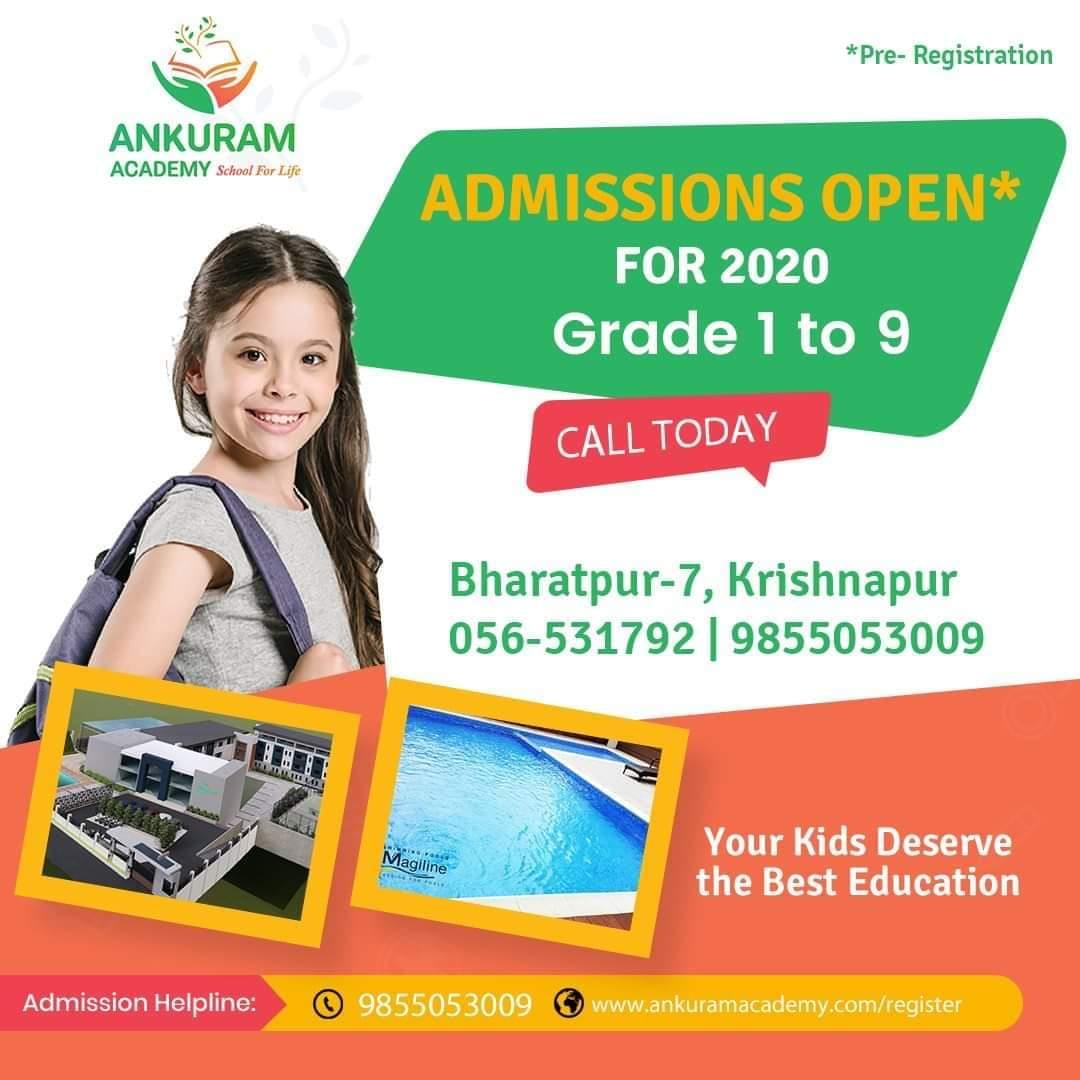 *Pre- Registration
ANKURAM
ACADEMY School For Life
ADMISSIONS OPEN*
FOR 2020
Grade 1 to 9
CALL TODAY
Bharatpur-7, Krishnapur
056-531792 | 9855053009
Magiline
Your Kids Deserve
the Best Education
Admission Helpline: 9855053009 www.ankuramacademy.com/register